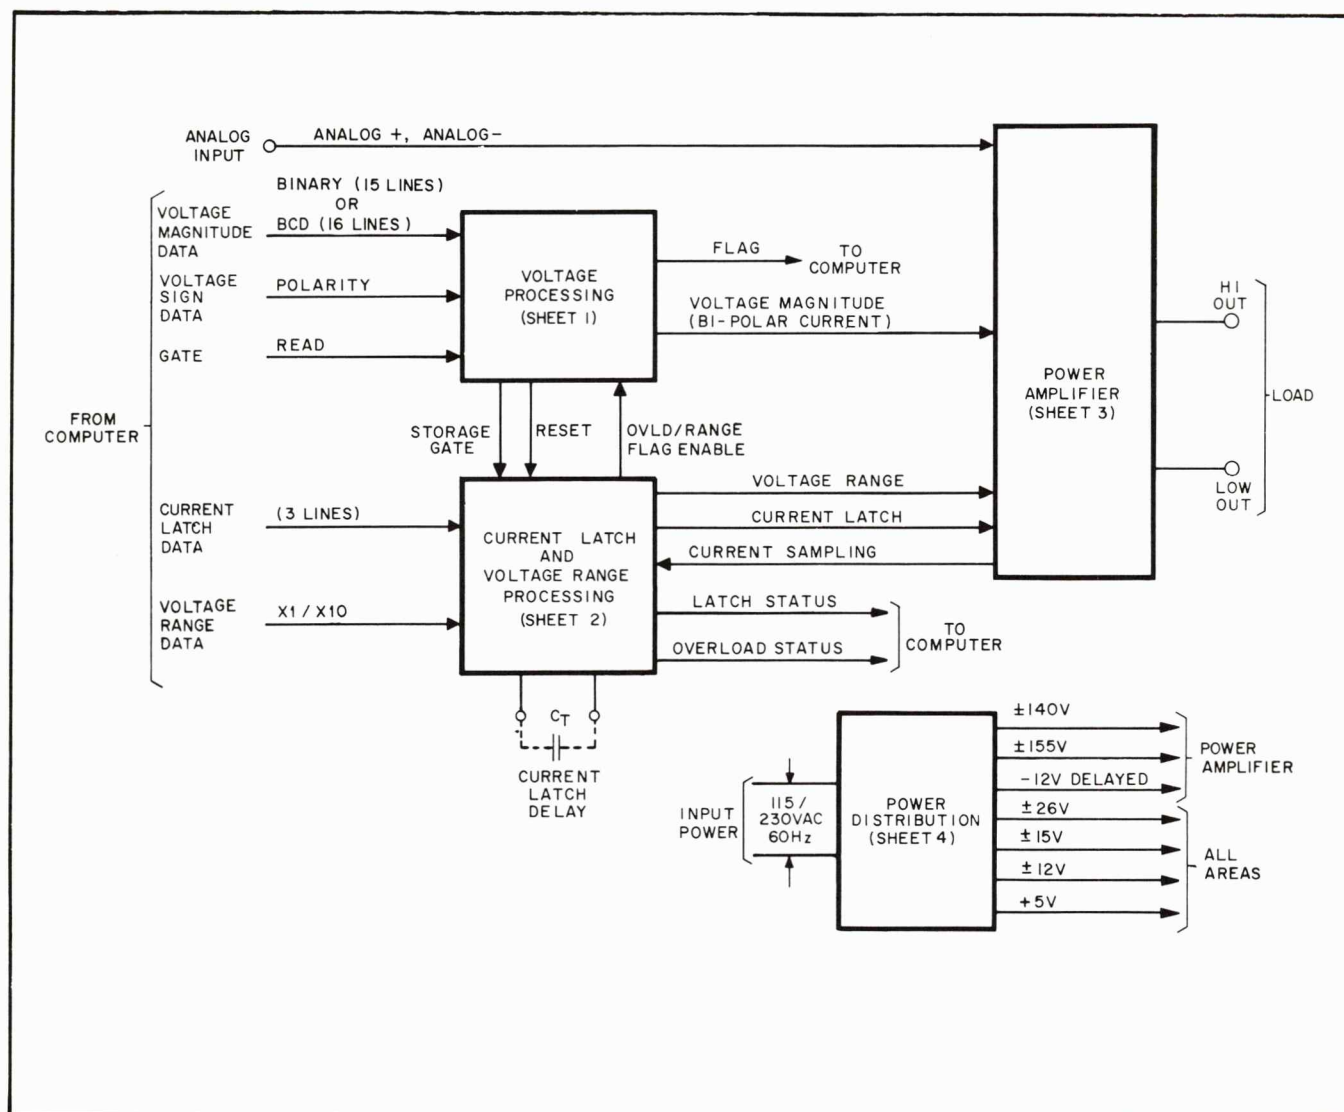 ANALOG
INPUT
ANALOG +, ANALOG-
BINARY (15 LINES)
OR
BCD (16 LINES)
VOLTAGE
MAGNITUDE
DATA
VOLTAGE
SIGN
DATA
POLARITY
GATE
READ
FROM
COMPUTER
VOLTAGE
PROCESSING
(SHEET 1)
FLAG
TO
COMPUTER
VOLTAGE MAGNITUDE
(BI-POLAR CURRENT)
STORAGE
GATE
RESET
OVLD/RANGE
FLAG ENABLE
POWER
AMPLIFIER
(SHEET 3)
HI
OUT
LOAD
LOW
OUT
CURRENT
LATCH
DATA
(3 LINES)
VOLTAGE
RANGE
DATA
X1/X10
CURRENT LATCH
AND
VOLTAGE RANGE
PROCESSING
(SHEET 2)
VOLTAGE RANGE
CURRENT LATCH
CURRENT SAMPLING
LATCH STATUS
OVERLOAD STATUS
TO
COMPUTER
CT
CURRENT
LATCH
DELAY
INPUT
POWER
115/
230VAC
60Hz
POWER
DISTRIBUTION
(SHEET 4)
±140V
±155V
-12V DELAYED
±26V
±15V
±12V
+5V
POWER
AMPLIFIER
ALL
AREAS